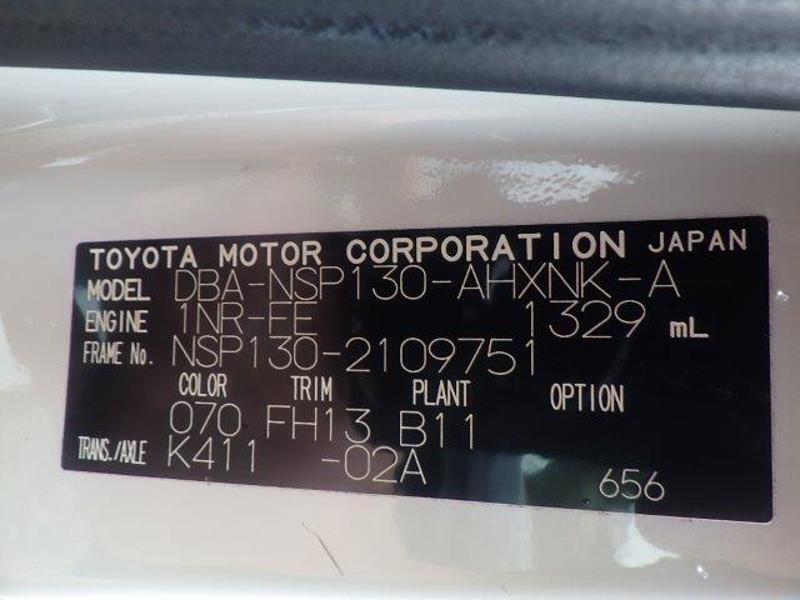 TOYOTA MOTOR CORPORATION JAPAN
MODEL DBA-NSP130-AHXNK-A
ENGINE 1NR-FE 1329 mL
FRAME No. NSP130-2109751
COLOR TRIM PLANT OPTION
070 FH13 B11
TRANS./AXLE K411 -02A
656